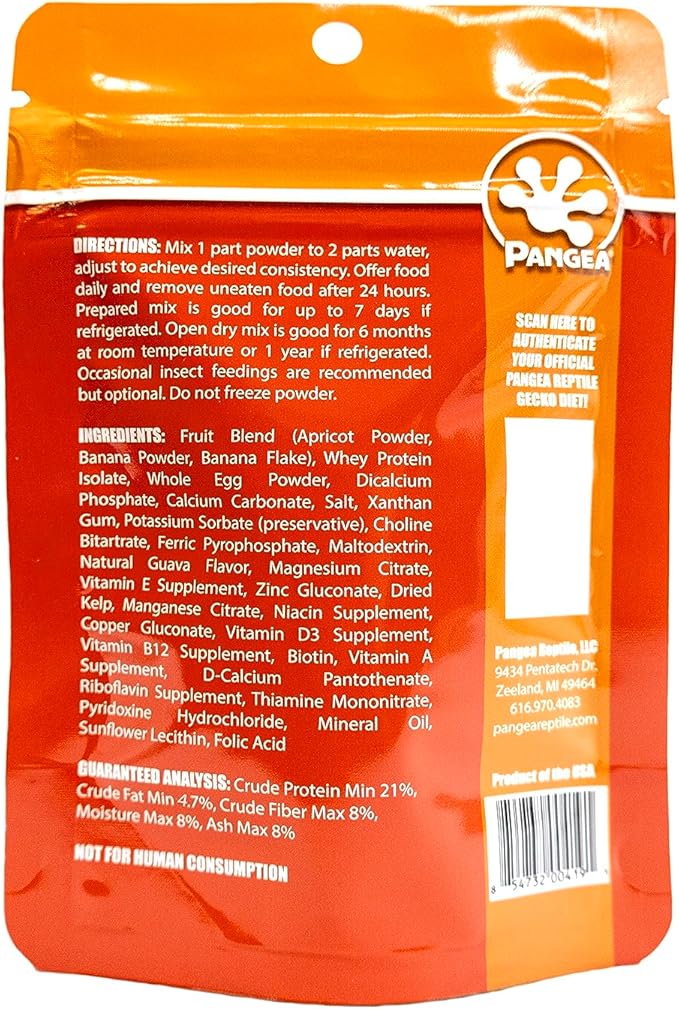 PANGEA
DIRECTIONS: Mix 1 part powder to 2 parts water,
adjust to achieve desired consistency. Offer food
daily and remove uneaten food after 24 hours.
Prepared mix is good for up to 7 days if
refrigerated. Open dry mix is good for 6 months
at room temperature or 1 year if refrigerated.
Occasional insect feedings are recommended
but optional. Do not freeze powder.
INGREDIENTS: Fruit Blend (Apricot Powder,
Banana Powder, Banana Flake), Whey Protein
Isolate, Whole Egg Powder, Dicalcium
Phosphate, Calcium Carbonate, Salt, Xanthan
Gum, Potassium Sorbate (preservative), Choline
Bitartrate, Ferric Pyrophosphate, Maltodextrin,
Natural Guava Flavor, Magnesium Citrate,
Vitamin E Supplement, Zinc Gluconate, Dried
Kelp, Manganese Citrate, Niacin Supplement,
Copper Gluconate, Vitamin D3 Supplement,
Vitamin B12 Supplement, Biotin, Vitamin A
Supplement, D-Calcium Pantothenate,
Riboflavin Supplement, Thiamine Mononitrate,
Pyridoxine Hydrochloride, Mineral Oil,
Sunflower Lecithin, Folic Acid
GUARANTEED ANALYSIS: Crude Protein Min 21%,
Crude Fat Min 4.7%, Crude Fiber Max 8%,
Moisture Max 8%, Ash Max 8%
NOT FOR HUMAN CONSUMPTION
SCAN HERE TO
AUTHENTICATE
YOUR OFFICIAL
PANGEA REPTILE
GECKO DIET!
Pangea Reptile, LLC
9434 Pentatech Dr.
Zeeland, MI 49464
616.970.4083
pangeareptile.com
Product of the USA
8 54732 00419 1